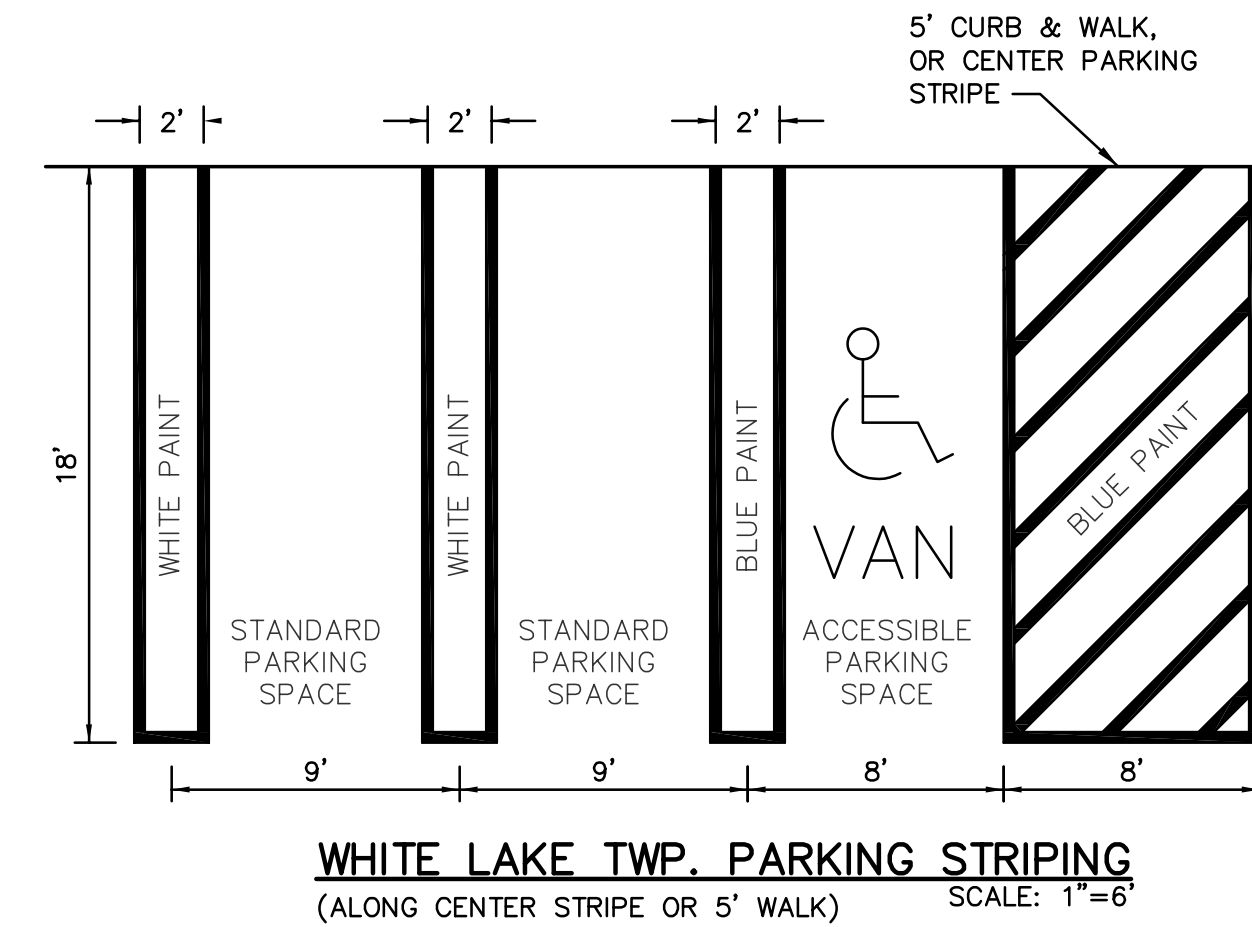 5' CURB & WALK,
OR CENTER PARKING
STRIPE
2'
2'
2'
18'
WHITE PAINT
WHITE PAINT
BLUE PAINT
BLUE PAINT
VAN
STANDARD
PARKING
SPACE
STANDARD
PARKING
SPACE
ACCESSIBLE
PARKING
SPACE
9'
9'
8'
8'
WHITE LAKE TWP. PARKING STRIPING
(ALONG CENTER STRIPE OR 5' WALK)
SCALE: 1"=6'